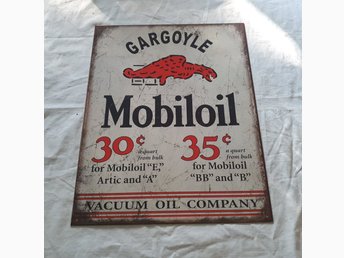 GARGOYLE
Mobiloil
30¢ a quart from bulk
for Mobiloil "E,"
Artic and "A"
35¢ a quart from bulk
for Mobiloil
"BB" and "B"
VACUUM OIL COMPANY